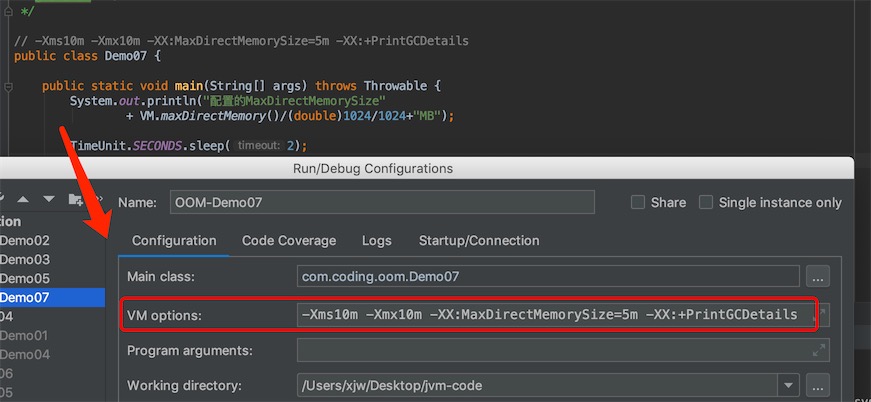 */
// -Xms10m -Xmx10m -XX:MaxDirectMemorySize=5m -XX:+PrintGCDetails
public class Demo07 {
public static void main(String[] args) throws Throwable {
System.out.println("配置的MaxDirectMemorySize"
+ VM.maxDirectMemory()/(double)1024/1024+"MB");
TimeUnit.SECONDS.sleep( timeout: 2);
Run/Debug Configurations
Name: OOM-Demo07 Share Single instance only
tion
Demo02
Demo03
Demo05
Demo07
04
Demo01
Demo04
06
05
Configuration Code Coverage Logs Startup/Connection
Main class: com.coding.oom.Demo07 ...
VM options: -Xms10m -Xmx10m -XX:MaxDirectMemorySize=5m -XX:+PrintGCDetails
Program arguments:
Working directory: /Users/xjw/Desktop/jvm-code ...